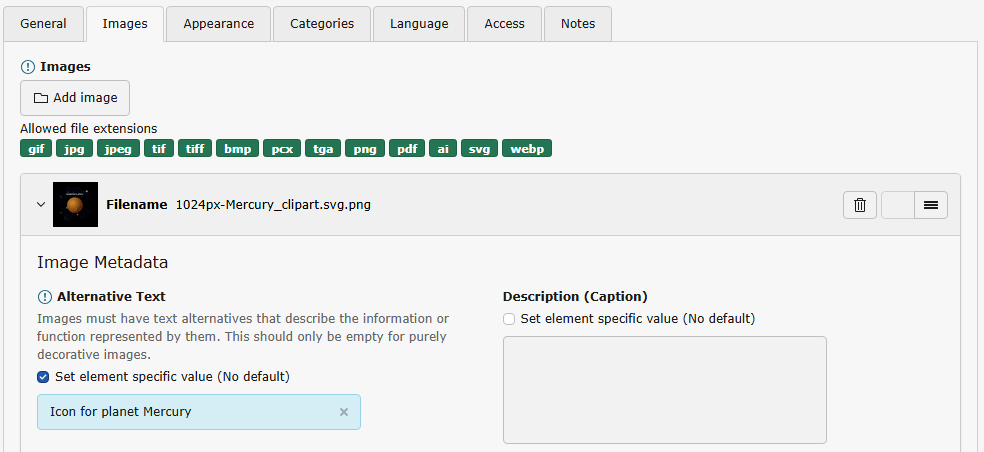 General Images Appearance Categories Language Access Notes
Images
Add image
Allowed file extensions
gif jpg jpeg tif tiff bmp pcx tga png pdf ai svg webp
Filename 1024px-Mercury_clipart.svg.png
Image Metadata
Alternative Text
Images must have text alternatives that describe the information or
function represented by them. This should only be empty for purely
decorative images.
Set element specific value (No default)
Icon for planet Mercury
Description (Caption)
Set element specific value (No default)